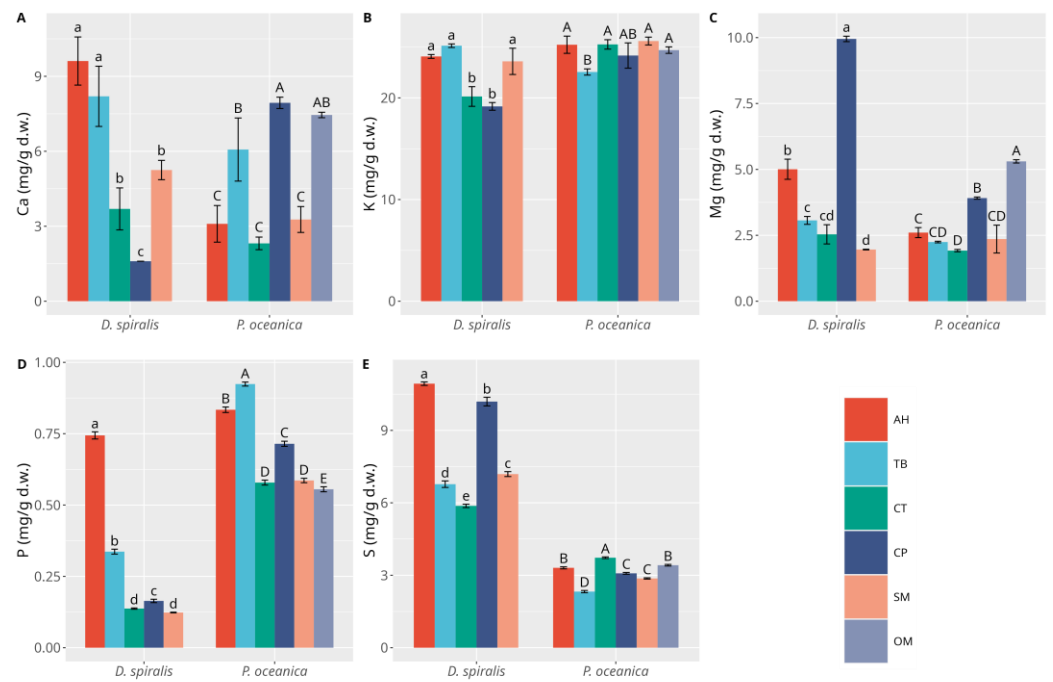 A
Ca (mg/g d.w.)
9
6
3
0
a
a
b
c
b
C
B
C
A
C
AB
D. spiralis
P. oceanica
B
K (mg/g d.w.)
20
10
0
a
a
b
b
a
A
B
A
AB
A
A
D. spiralis
P. oceanica
C
Mg (mg/g d.w.)
10.0
7.5
5.0
2.5
0.0
b
c
cd
a
d
C
CD
D
B
CD
A
D. spiralis
P. oceanica
D
P (mg/g d.w.)
1.00
0.75
0.50
0.25
0.00
a
b
d
c
d
B
A
D
C
D
E
D. spiralis
P. oceanica
E
S (mg/g d.w.)
9
6
3
0
a
d
e
b
c
B
D
A
C
C
B
D. spiralis
P. oceanica
AH
TB
CT
CP
SM
OM